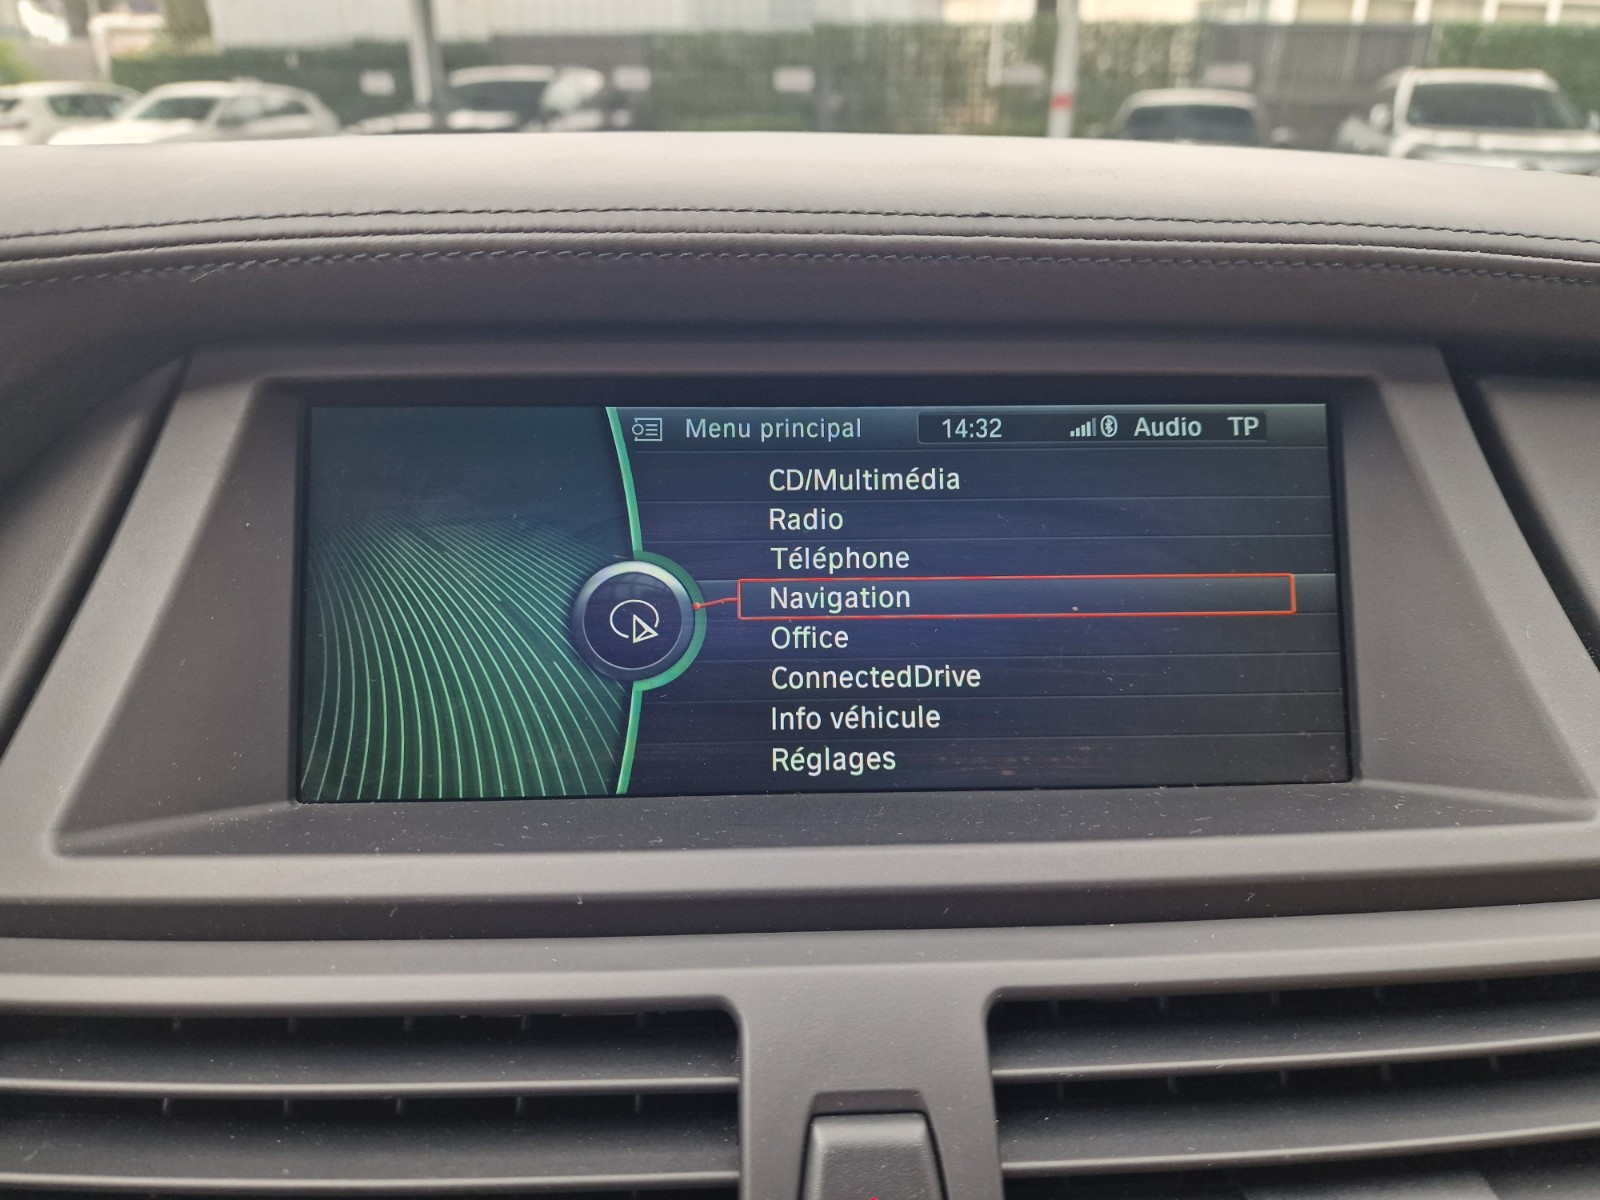 Menu principal 14:32 Audio TP
CD/Multimédia
Radio
Téléphone
Navigation
Office
ConnectedDrive
Info véhicule
Réglages